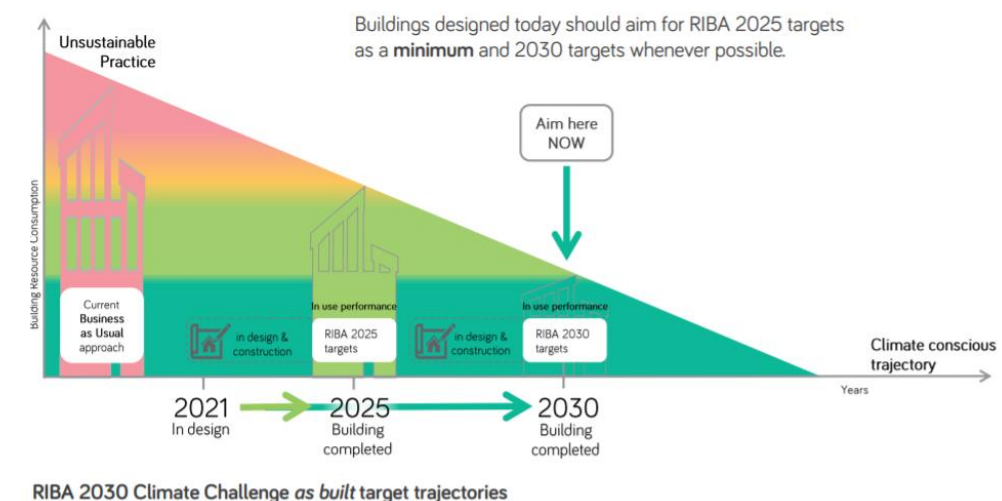 Buildings designed today should aim for RIBA 2025 targets
as a minimum and 2030 targets whenever possible.
Unsustainable
Practice
Aim here
NOW
Building Resource Consumption
Current
Business
as Usual
approach
in design &
construction
In use performance
RIBA 2025
targets
in design &
construction
In use performance
RIBA 2030
targets
Climate conscious
trajectory
Years
2021
In design
2025
Building
completed
2030
Building
completed
RIBA 2030 Climate Challenge as built target trajectories